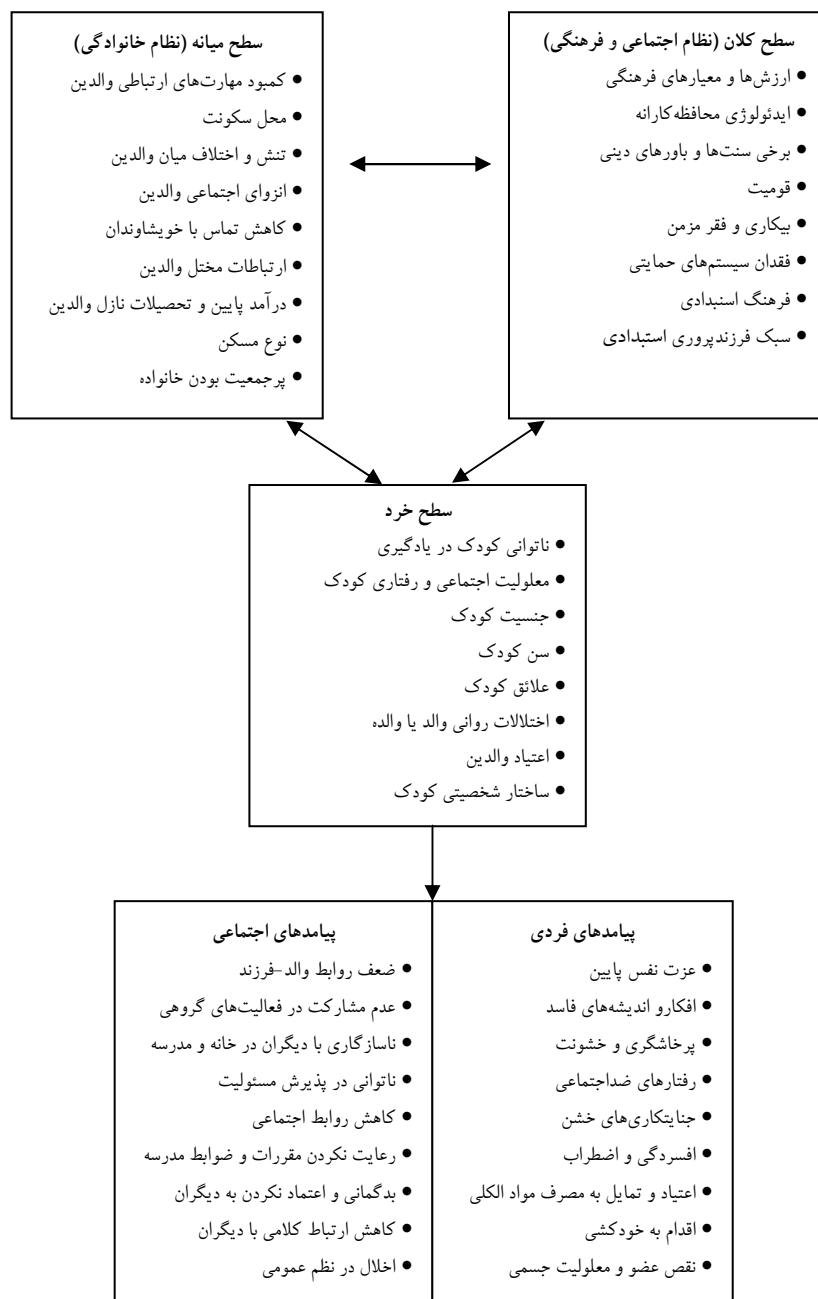 سطح کلان (نظام اجتماعی و فرهنگی)
● ارزش‌ها و معیارهای فرهنگی
● ایدئولوژی محافظه‌کارانه
● برخی سنت‌ها و باورهای دینی
● قومیت
● بیکاری و فقر مزمن
● فقدان سیستم‌های حمایتی
● فرهنگ اسنبدادی
● سبک فرزندپروری استبدادی
سطح میانه (نظام خانوادگی)
● کمبود مهارت‌های ارتباطی والدین
● محل سکونت
● تنش و اختلاف میان والدین
● انزوای اجتماعی والدین
● کاهش تماس با خویشاوندان
● ارتباطات مختل والدین
● درآمد پایین و تحصیلات نازل والدین
● نوع مسکن
● پرجمعیت بودن خانواده
سطح خرد
● ناتوانی کودک در یادگیری
● معلولیت اجتماعی و رفتاری کودک
● جنسیت کودک
● سن کودک
● علائق کودک
● اختلالات روانی والد یا والده
● اعتیاد والدین
● ساختار شخصیتی کودک
پیامدهای فردی
● عزت نفس پایین
● افکارو اندیشه‌های فاسد
● پرخاشگری و خشونت
● رفتارهای ضداجتماعی
● جنایتکاری‌های خشن
● افسردگی و اضطراب
● اعتیاد و تمایل به مصرف مواد الکلی
● اقدام به خودکشی
● نقص عضو و معلولیت جسمی
پیامدهای اجتماعی
● ضعف روابط والد-فرزند
● عدم مشارکت در فعالیت‌های گروهی
● ناسازگاری با دیگران در خانه و مدرسه
● ناتوانی در پذیرش مسئولیت
● کاهش روابط اجتماعی
● رعایت نکردن مقررات و ضوابط مدرسه
● بدگمانی و اعتماد نکردن به دیگران
● کاهش ارتباط کلامی با دیگران
● اخلال در نظم عمومی